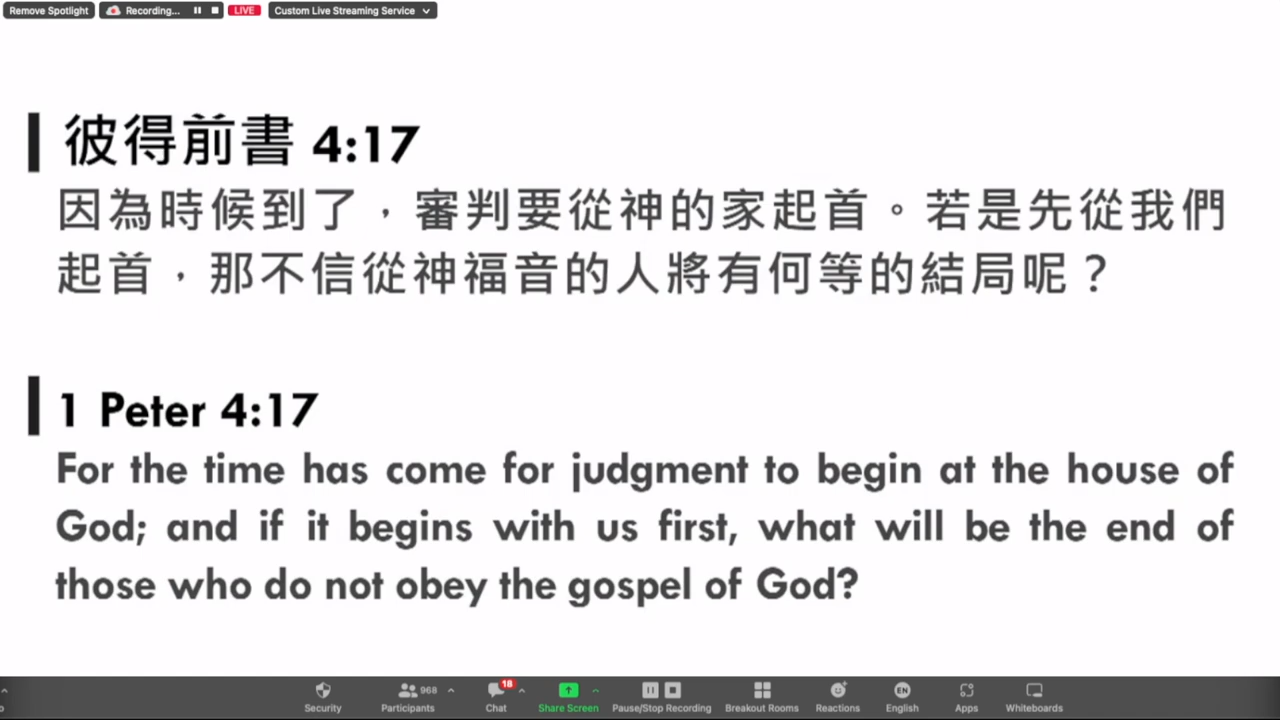 Remove Spotlight Recording... LIVE Custom Live Streaming Service
彼得前書 4:17
因為時候到了，審判要從神的家起首。若是先從我們
起首，那不信從神福音的人將有何等的結局呢？
1 Peter 4:17
For the time has come for judgment to begin at the house of
God; and if it begins with us first, what will be the end of
those who do not obey the gospel of God?
968 18 EN
Security Participants Chat Share Screen Pause/Stop Recording Breakout Rooms Reactions English Apps Whiteboards